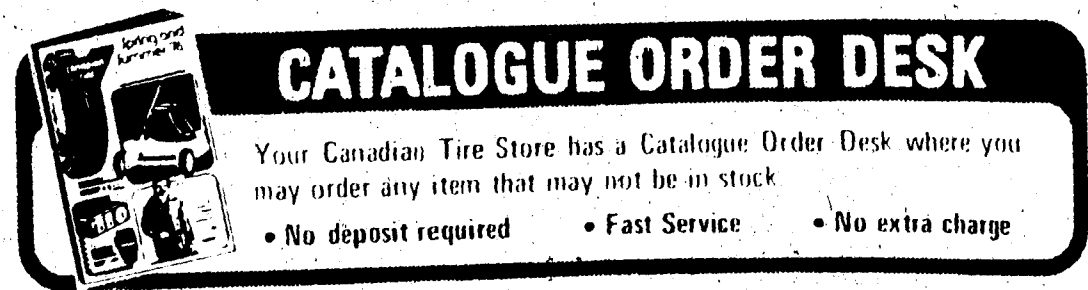 Spring and
Summer '76
CATALOGUE ORDER DESK
Your Canadian Tire Store has a Catalogue Order Desk where you
may order any item that may not be in stock
• No deposit required • Fast Service • No extra charge